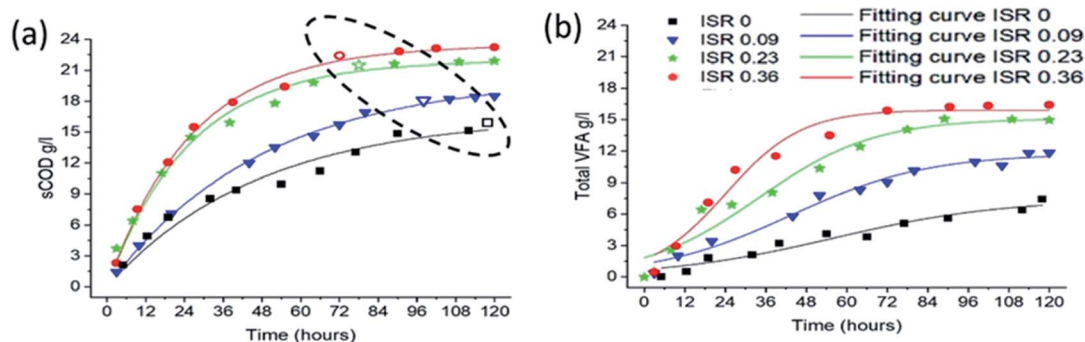 (a)
24
21
18
15
12
9
6
3
0
sCOD g/l
0 12 24 36 48 60 72 84 96 108 120
Time (hours)
(b)
ISR 0
ISR 0.09
ISR 0.23
ISR 0.36
Fitting curve ISR 0
Fitting curve ISR 0.09
Fitting curve ISR 0.23
Fitting curve ISR 0.36
18
15
12
9
6
3
0
Total VFA g/l
0 12 24 36 48 60 72 84 96 108 120
Time (hours)